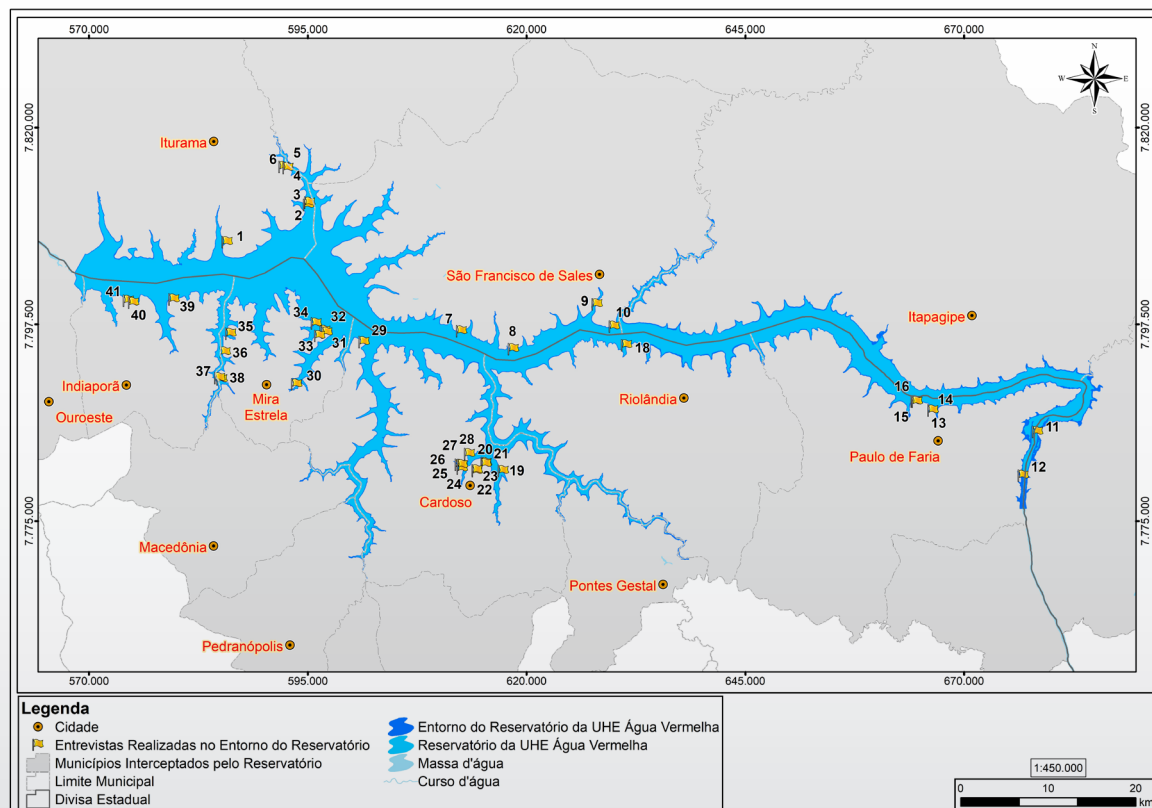 570.000 595.000 620.000 645.000 670.000
N
W E
S
7.820.000 7.820.000
Iturama
5
6
4
3
2
1
São Francisco de Sales
9
10
7.797.500 7.797.500
Itapagipe
41
40
39
34 32
33 31
29
7
8
18
35
36
37 38
30
Indiaporã
Ouroeste
Mira
Estrela
Riolândia
16
15
14
13
11
Paulo de Faria
12
28
27 20
26 21
25 23 19
24 22
Cardoso
7.775.000 7.775.000
Macedônia
Pontes Gestal
Pedranópolis
570.000 595.000 620.000 645.000 670.000
Legenda
Cidade
Entrevistas Realizadas no Entorno do Reservatório
Municípios Interceptados pelo Reservatório
Limite Municipal
Divisa Estadual
Entorno do Reservatório da UHE Água Vermelha
Reservatório da UHE Água Vermelha
Massa d'água
Curso d'água
1:450.000
0 10 20
km